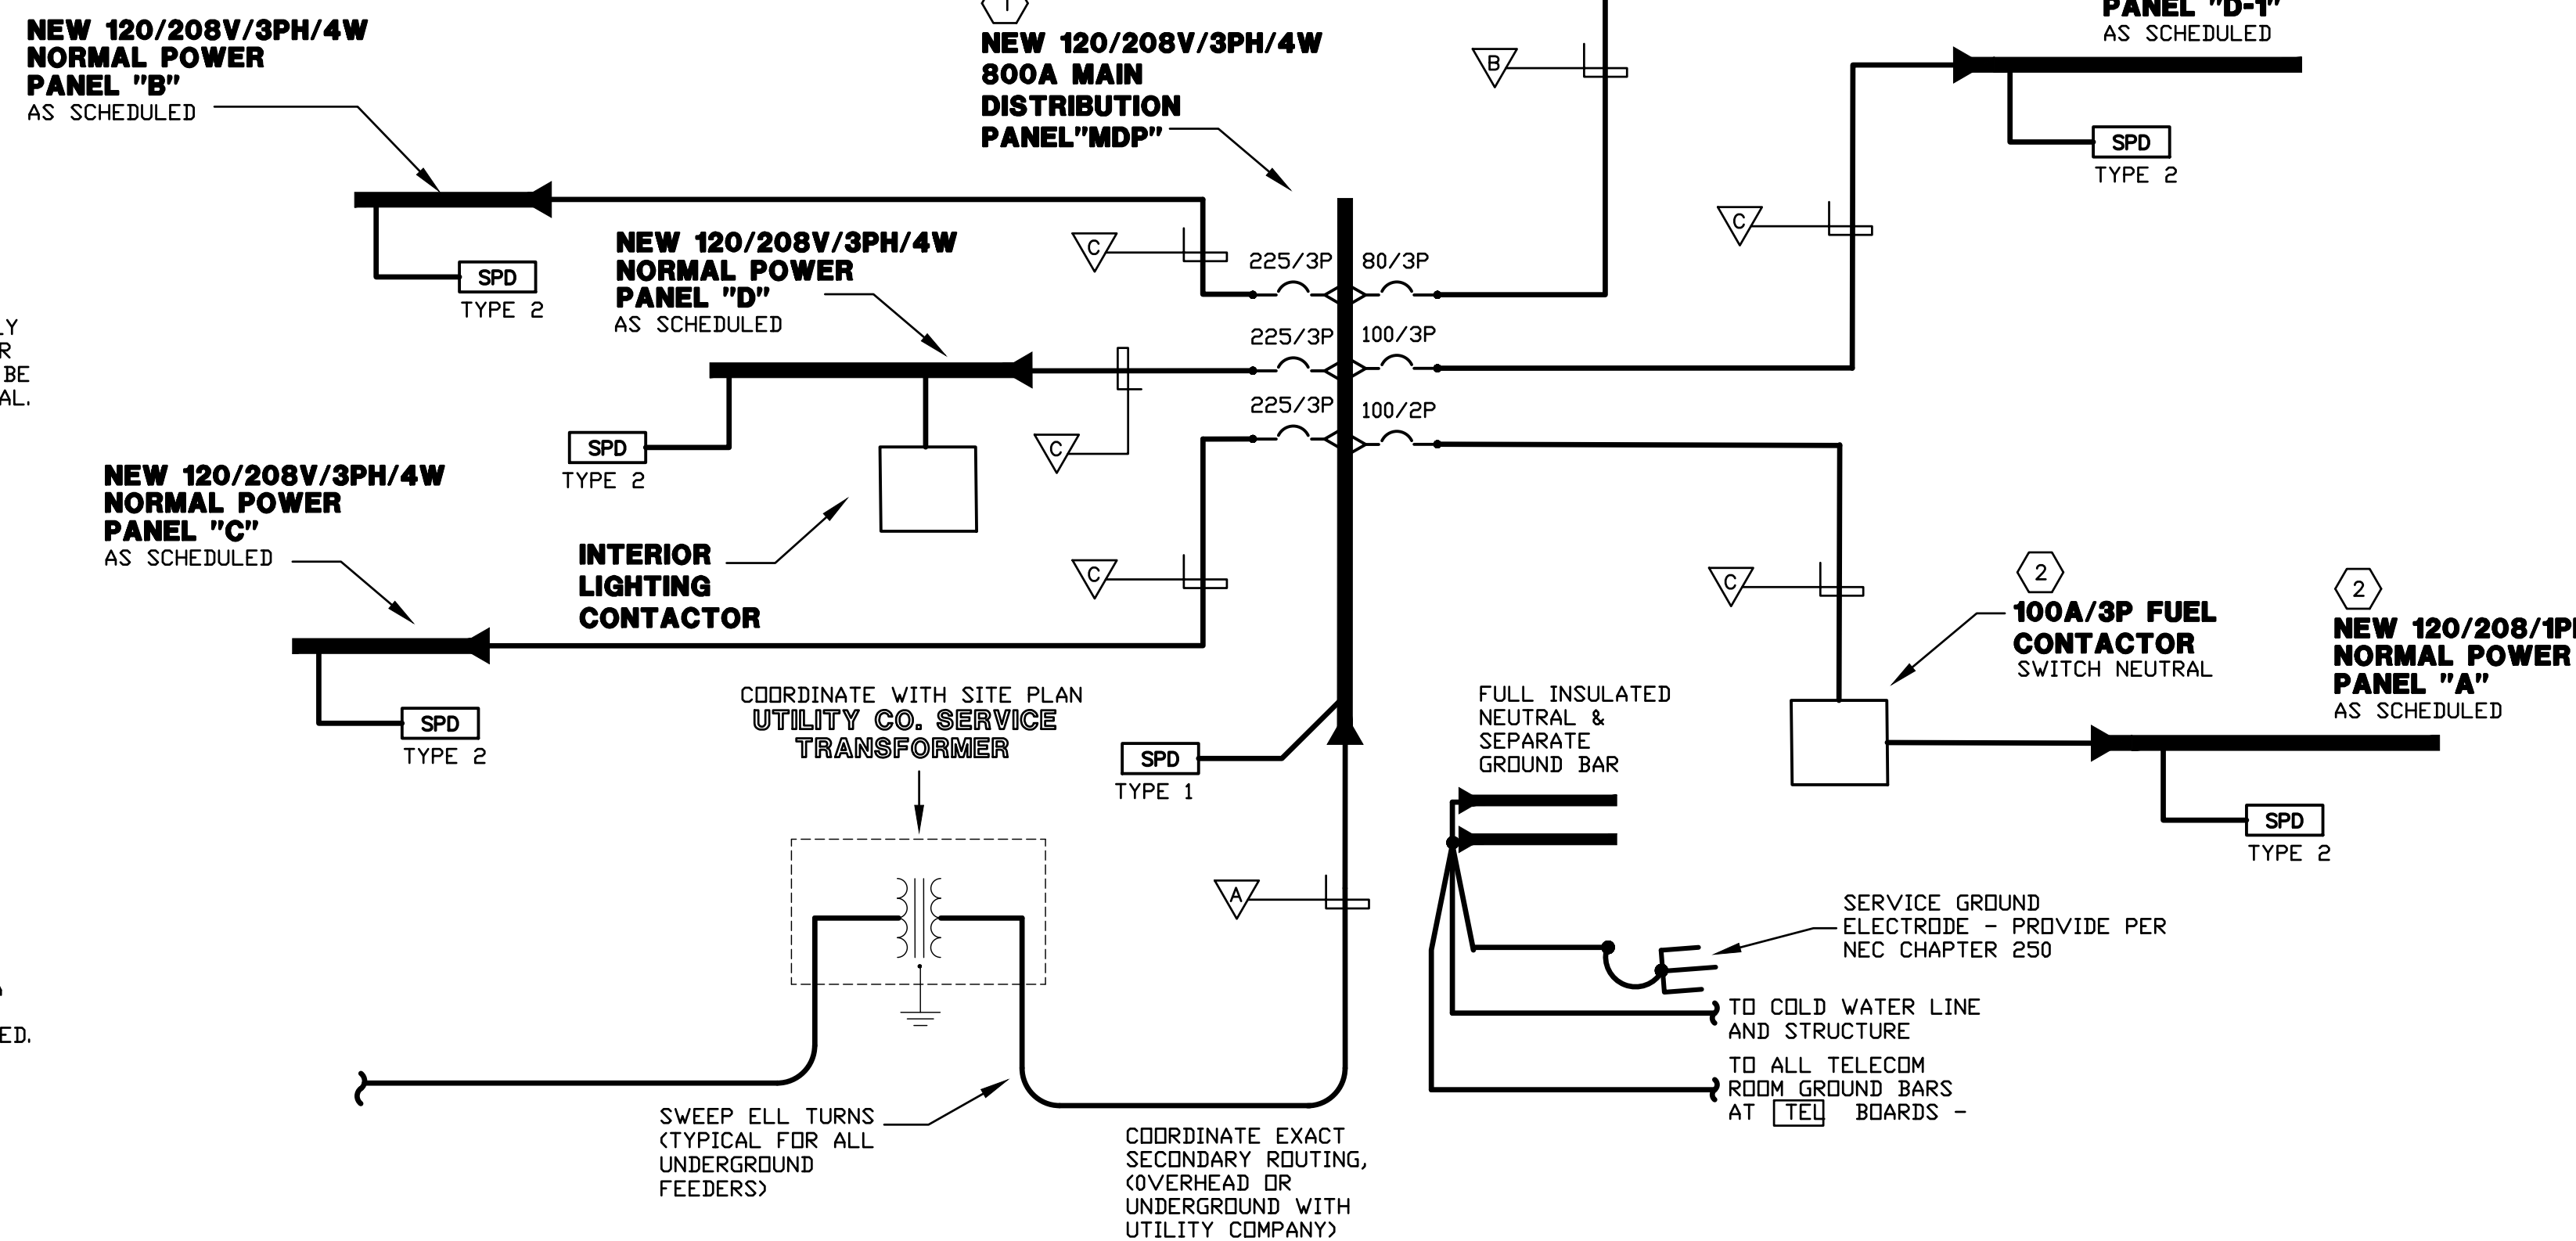 NEW 120/208V/3PH/4W
NORMAL POWER
PANEL "B"
AS SCHEDULED
SPD
TYPE 2
1
NEW 120/208V/3PH/4W
800A MAIN
DISTRIBUTION
PANEL"MDP"
B
PANEL "D-1"
AS SCHEDULED
SPD
TYPE 2
C
C
225/3P
80/3P
225/3P
100/3P
225/3P
100/2P
NEW 120/208V/3PH/4W
NORMAL POWER
PANEL "D"
AS SCHEDULED
SPD
TYPE 2
C
LY
R
BE
AL.
NEW 120/208V/3PH/4W
NORMAL POWER
PANEL "C"
AS SCHEDULED
SPD
TYPE 2
INTERIOR
LIGHTING
CONTACTOR
C
C
2
100A/3P FUEL
CONTACTOR
SWITCH NEUTRAL
2
NEW 120/208/1P
NORMAL POWER
PANEL "A"
AS SCHEDULED
SPD
TYPE 2
COORDINATE WITH SITE PLAN
UTILITY CO. SERVICE
TRANSFORMER
SPD
TYPE 1
FULL INSULATED
NEUTRAL &
SEPARATE
GROUND BAR
A
SERVICE GROUND
ELECTRODE - PROVIDE PER
NEC CHAPTER 250
TO COLD WATER LINE
AND STRUCTURE
TO ALL TELECOM
ROOM GROUND BARS
AT TEL BOARDS -
ED.
SWEEP ELL TURNS
(TYPICAL FOR ALL
UNDERGROUND
FEEDERS)
COORDINATE EXACT
SECONDARY ROUTING,
(OVERHEAD OR
UNDERGROUND WITH
UTILITY COMPANY)